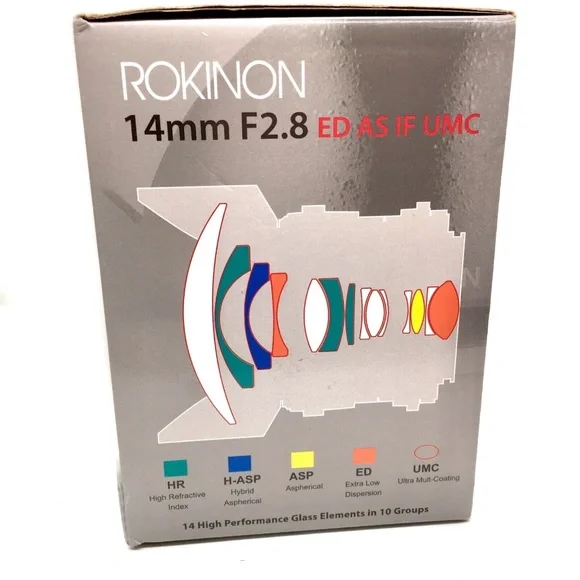 ROKINON
14mm F2.8 ED AS IF UMC
HR
High Refractive
Index
H-ASP
Hybrid
Aspherical
ASP
Aspherical
ED
Extra Low
Dispersion
UMC
Ultra Mult-Coating
14 High Performance Glass Elements in 10 Groups